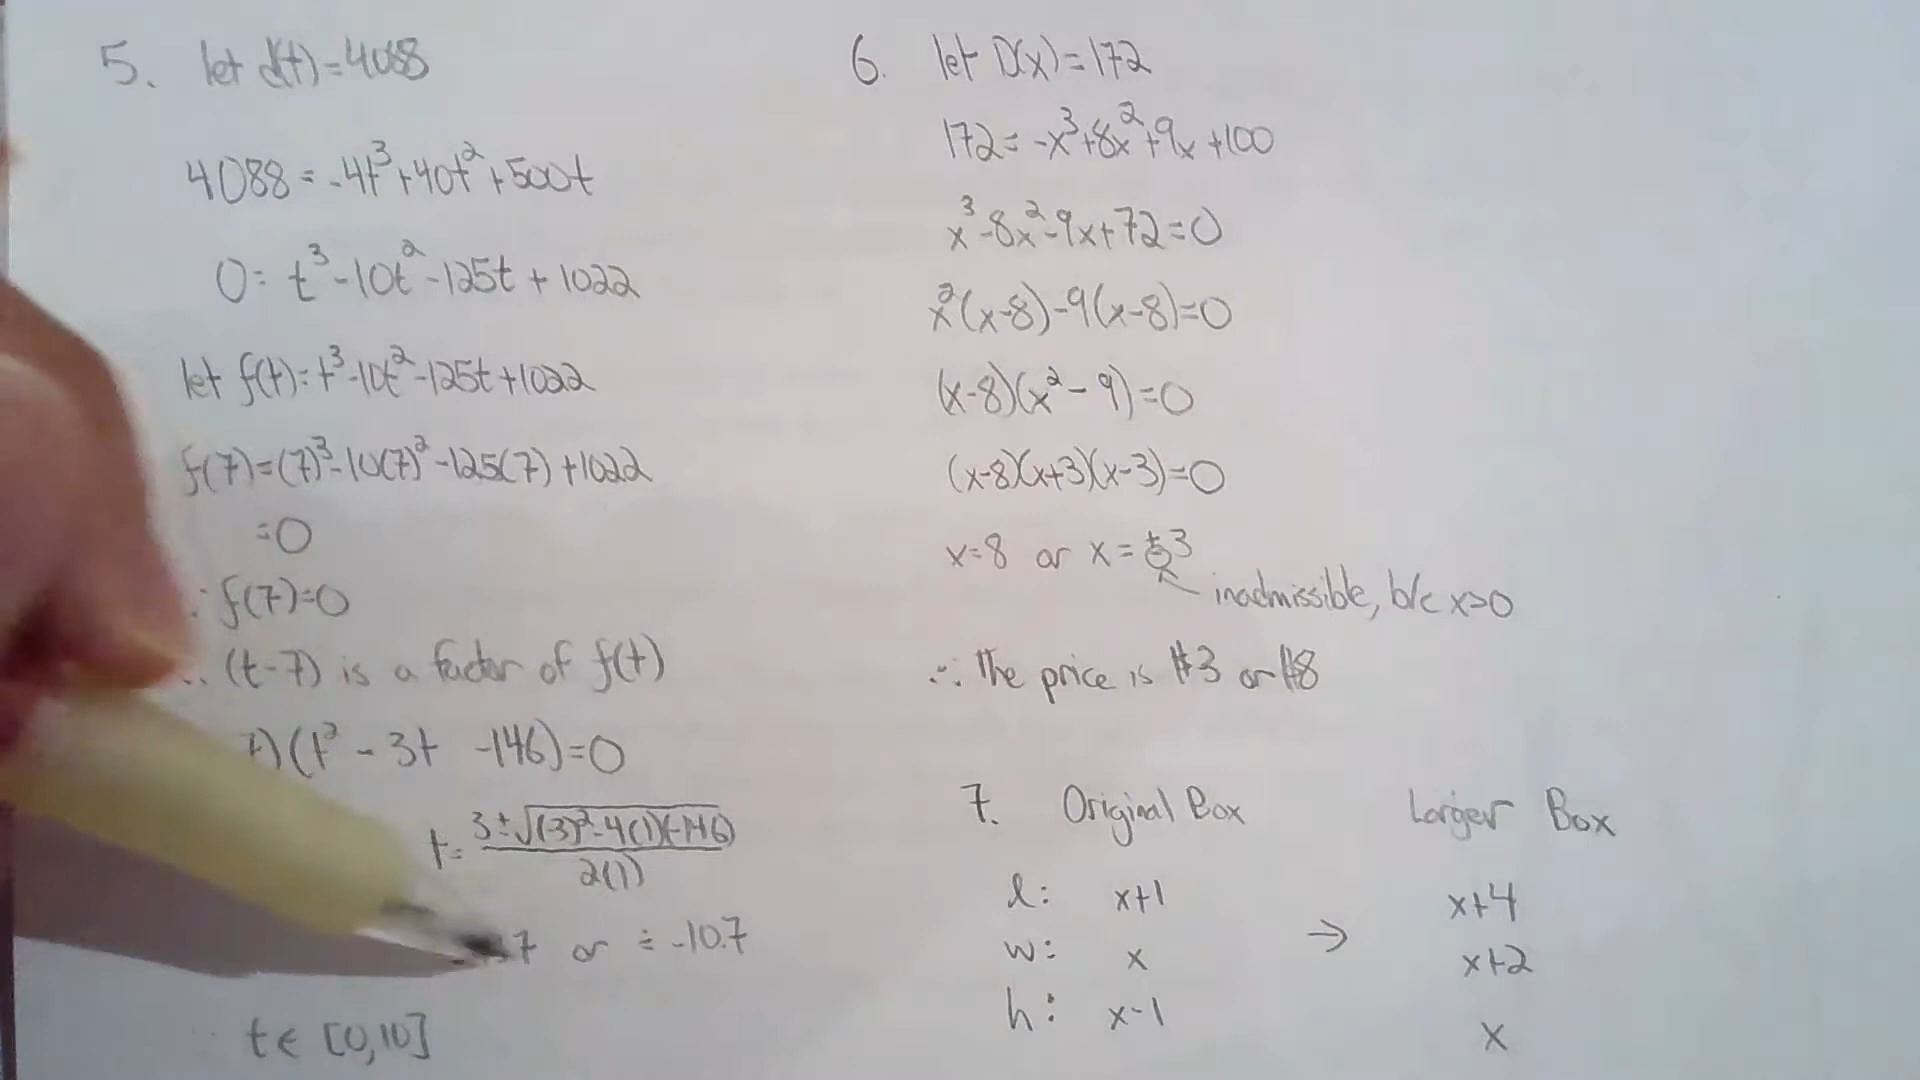 5. let d(t)=4088
4088=-4t³+40t²+500t
0=t³-10t²-125t+1022
let f(t)=t³-10t²-125t+1022
f(7)=(7)³-10(7)²-125(7)+1022
=0
∵ f(7)=0
∴ (t-7) is a factor of f(t)
7)(t²-3t -146)=0
t=3±√(-3)²-4(1)(-146)
2(1)
7 or ≐ -10.7
t∈[0,10]
6. let D(x)=172
172=-x³+8x²+9x+100
x³-8x²-9x+72=0
x²(x-8)-9(x-8)=0
(x-8)(x²-9)=0
(x-8)(x+3)(x-3)=0
x=8 or x=±3
inadmissible, b/c x>0
∴ The price is $3 or $8
7. Original Box Larger Box
l: x+1 → x+4
w: x x+2
h: x-1 x